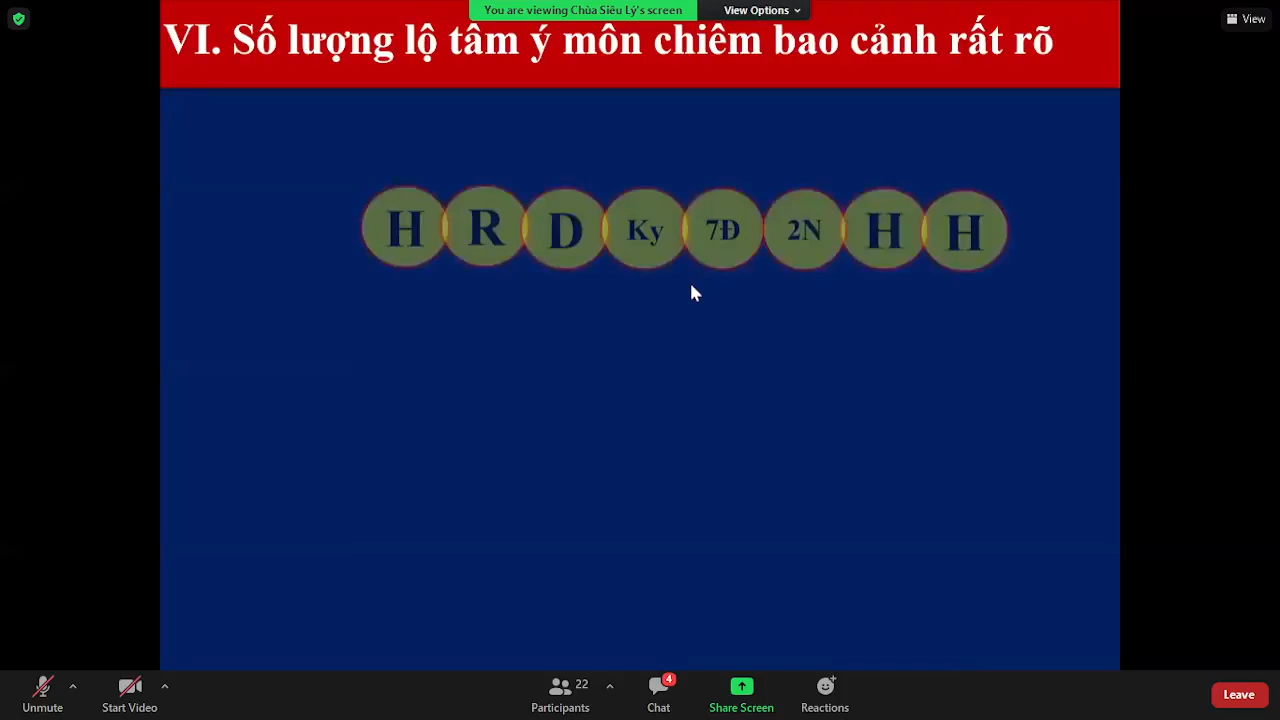 You are viewing Chùa Siêu Lý's screen
View Options
View
VI. Số lượng lộ tâm ý môn chiêm bao cảnh rất rõ
H R D Ky 7Đ 2N H H
Unmute
Start Video
22
Participants
4
Chat
Share Screen
Reactions
Leave